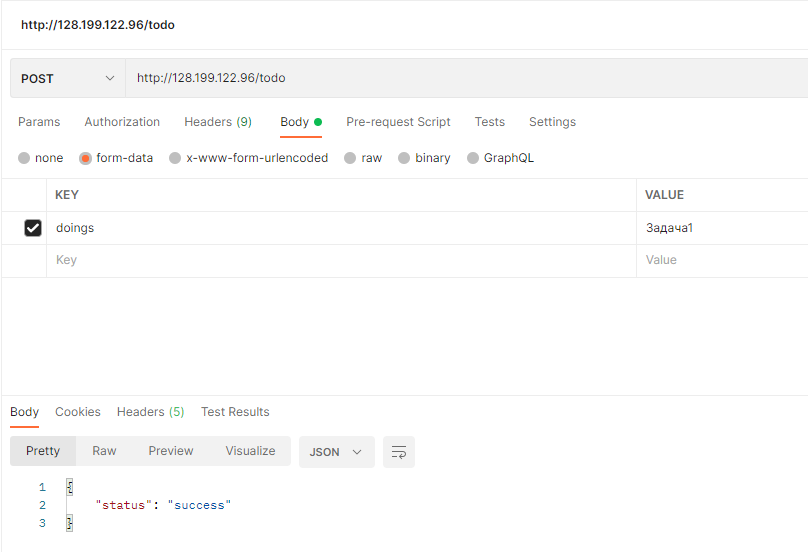 http://128.199.122.96/todo
POST http://128.199.122.96/todo
Params Authorization Headers (9) Body Pre-request Script Tests Settings
none form-data x-www-form-urlencoded raw binary GraphQL
KEY VALUE
doings Задача1
Key Value
Body Cookies Headers (5) Test Results
Pretty Raw Preview Visualize JSON
1 {
2 "status": "success"
3 }